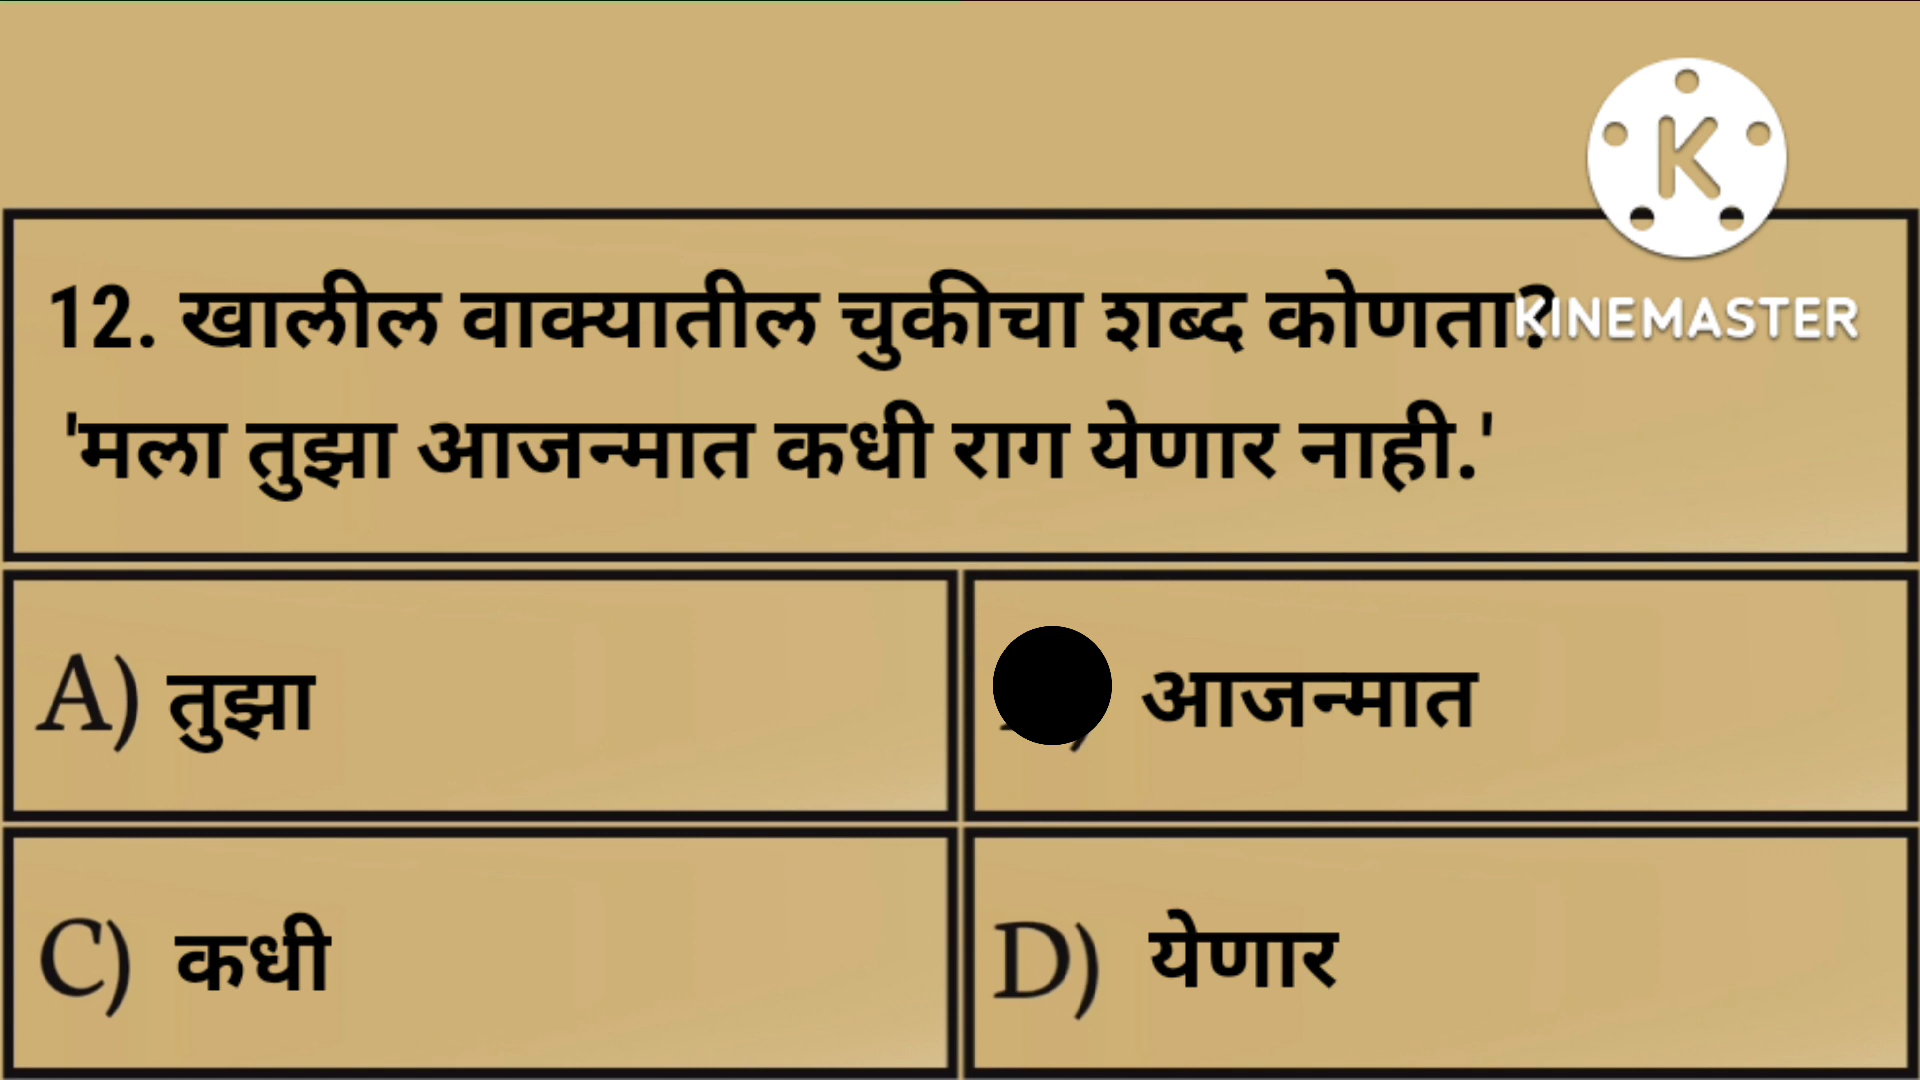 K
KINEMASTER
12. खालील वाक्यातील चुकीचा शब्द कोणता?
'मला तुझा आजन्मात कधी राग येणार नाही.'
A) तुझा
आजन्मात
C) कधी
D) येणार